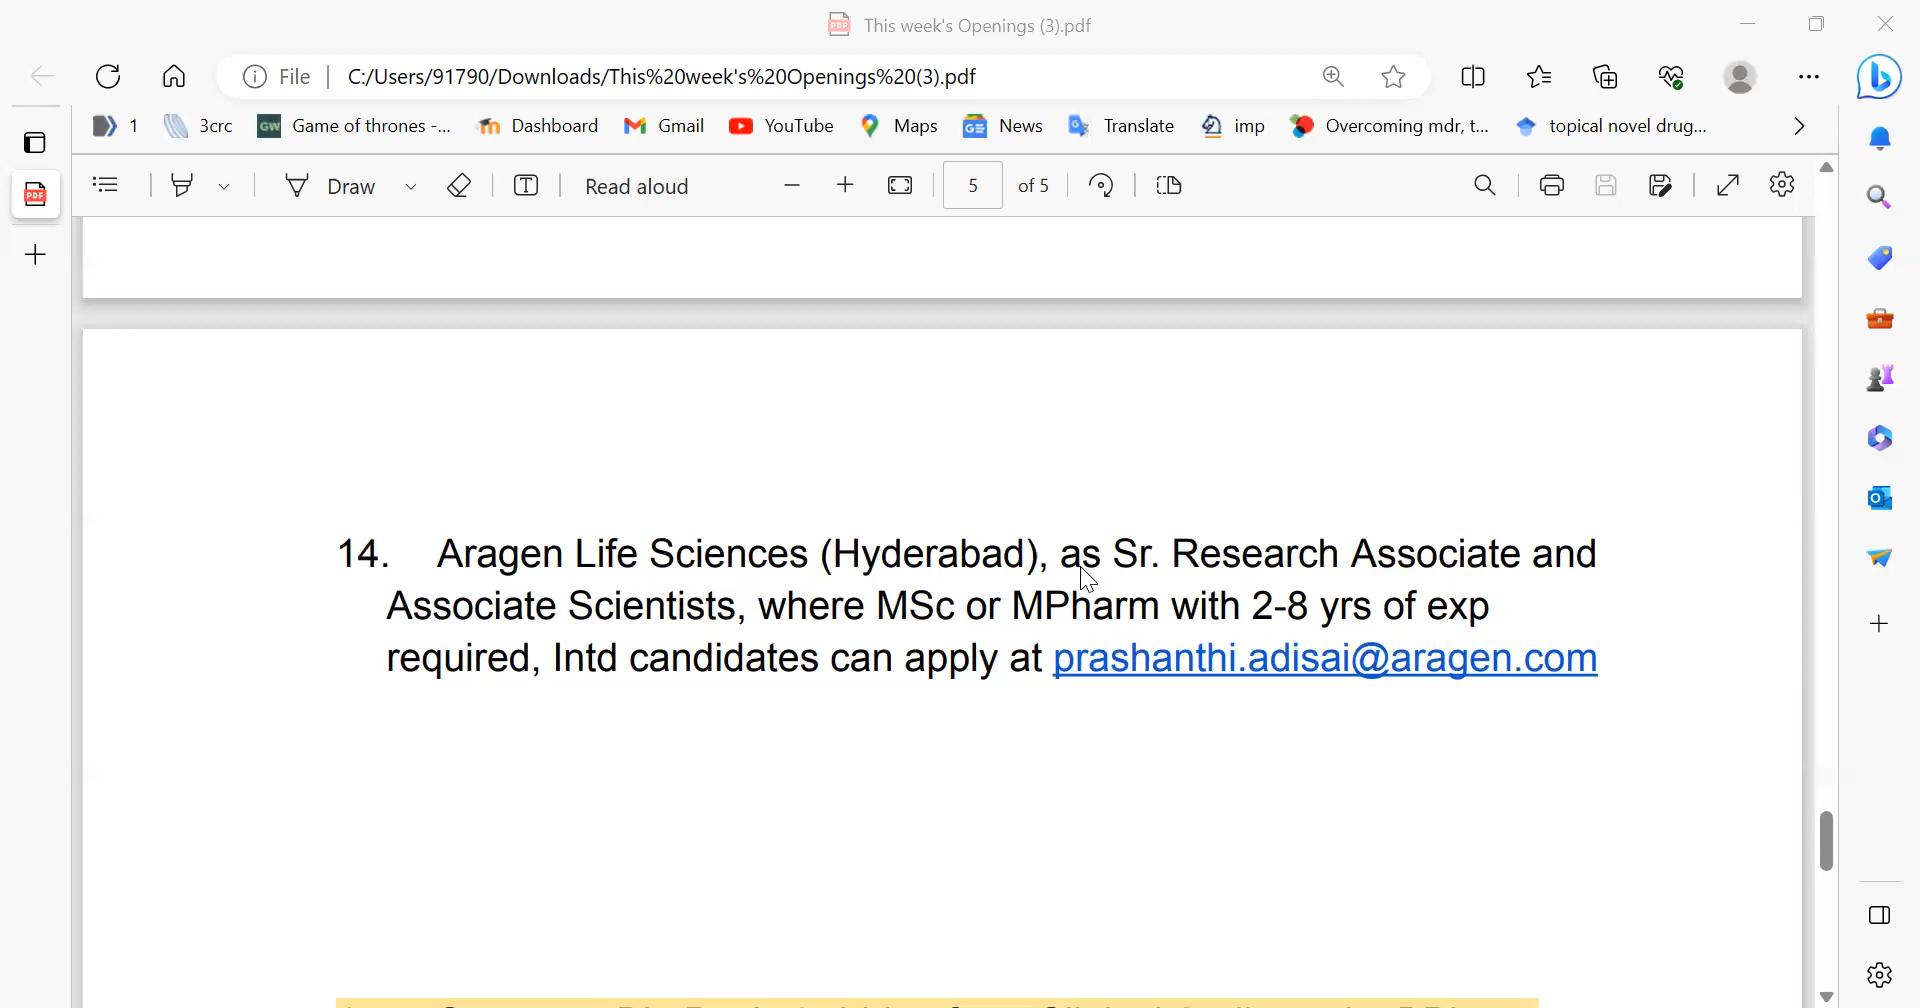 This week's Openings (3).pdf
File | C:/Users/91790/Downloads/This%20week's%20Openings%20(3).pdf
1 3crc GW Game of thrones -... Dashboard Gmail YouTube Maps GE News Translate imp Overcoming mdr, t... topical novel drug...
PDF Draw Read aloud 5 of 5
14. Aragen Life Sciences (Hyderabad), as Sr. Research Associate and
Associate Scientists, where MSc or MPharm with 2-8 yrs of exp
required, Intd candidates can apply at prashanthi.adisai@aragen.com